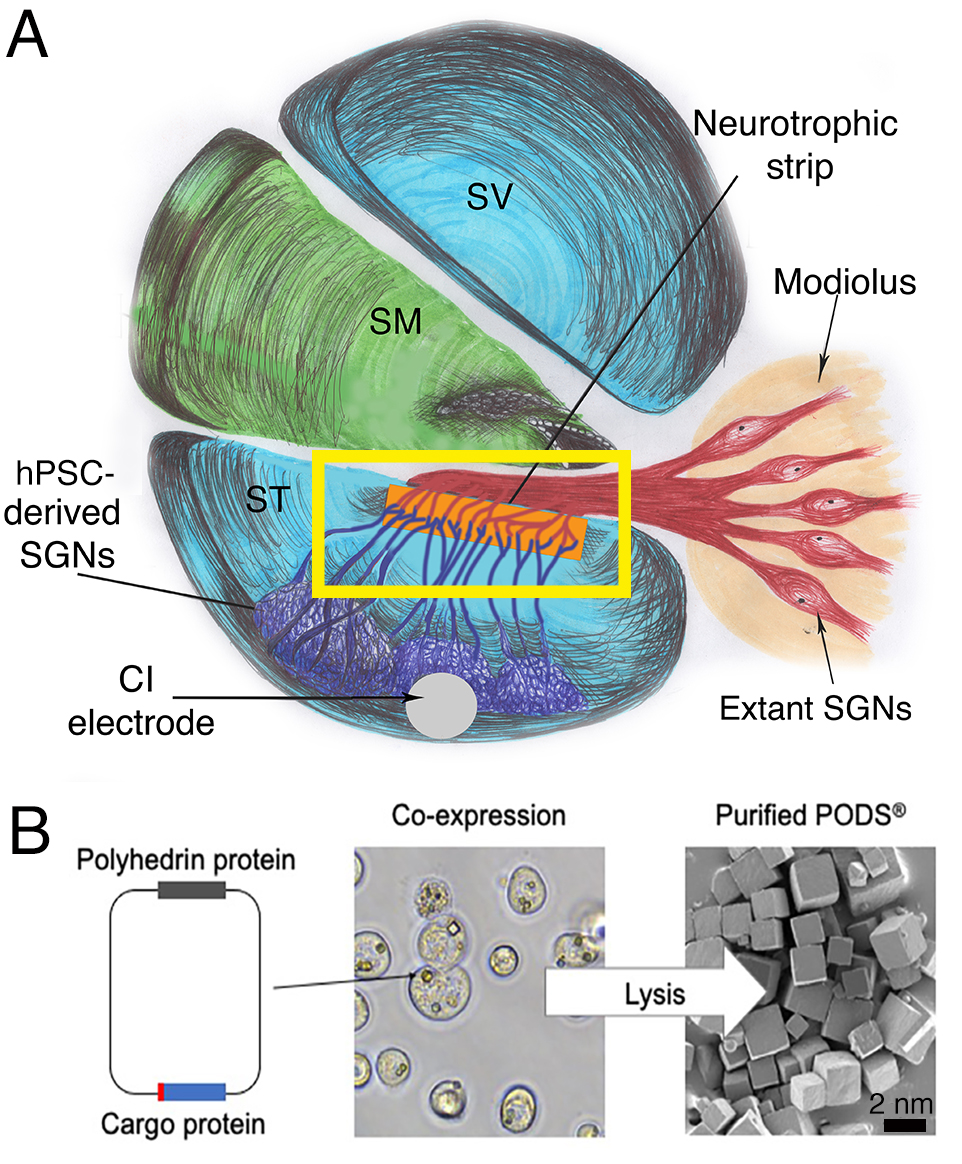 A
Neurotrophic
strip
SV
Modiolus
SM
hPSC-
derived
SGNs
ST
CI
electrode
Extant SGNs
B
Co-expression
Purified PODS®
Polyhedrin protein
Lysis
Cargo protein
2 nm